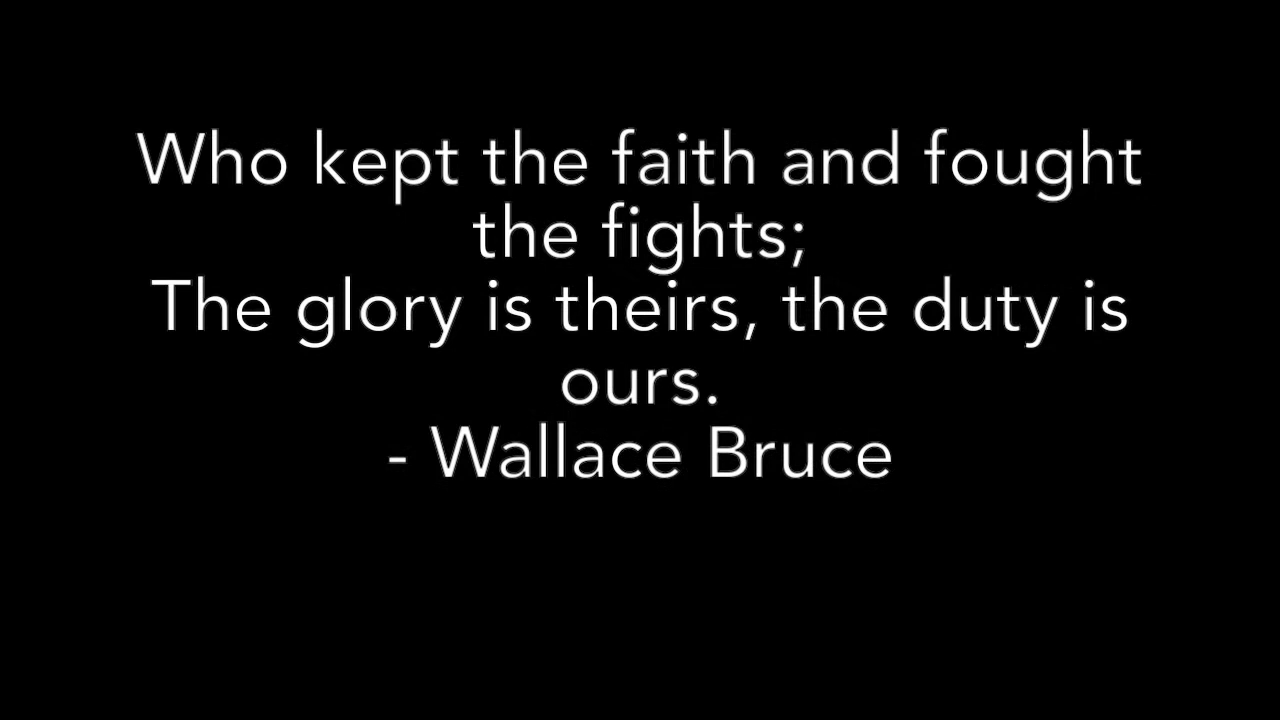 Who kept the faith and fought
the fights;
The glory is theirs, the duty is
ours.
- Wallace Bruce